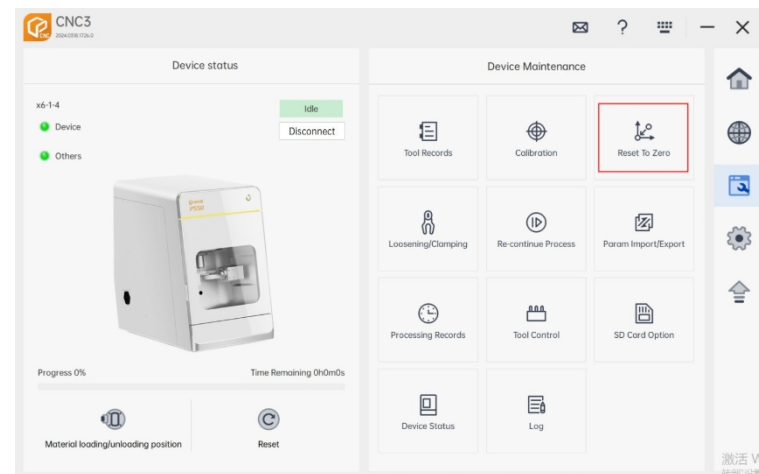 CNC3
Device status
Device Maintenance
x6-1-4
Idle
Device
Disconnect
Others
Tool Records
Calibration
Reset To Zero
Loosening/Clamping
Re-continue Process
Param Import/Export
Processing Records
Tool Control
SD Card Option
Progress 0%
Time Remaining 0h0m0s
Device Status
Log
Material loading/unloading position
Reset
激活